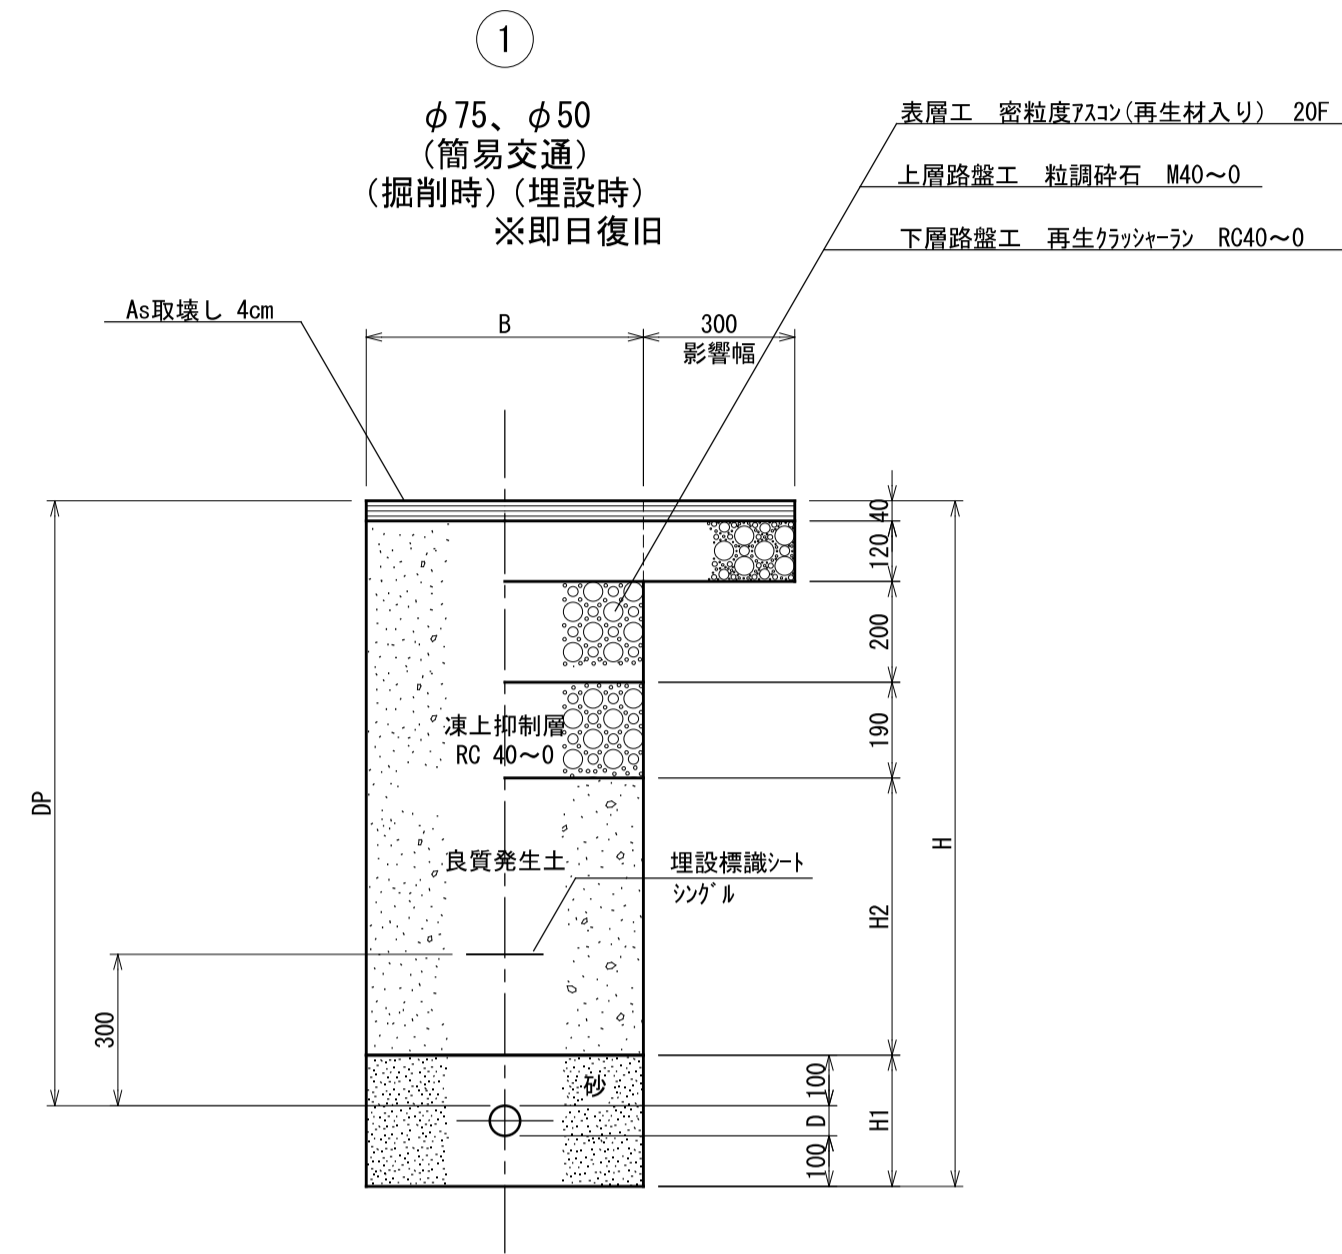 1
φ75、φ50
(簡易交通)
(掘削時)(埋設時)
※即日復旧
表層工　密粒度ｱｽｺﾝ(再生材入り)　20F
上層路盤工　粒調砕石　M40～0
下層路盤工　再生ｸﾗｯｼｬｰﾗﾝ　RC40～0
As取壊し 4cm
B
300
影響幅
40
120
200
190
凍上抑制層
RC 40～0
DP
H
良質発生土
埋設標識ｼｰﾄ
ｼﾝｸﾞﾙ
H2
300
砂
100
D
100
H1